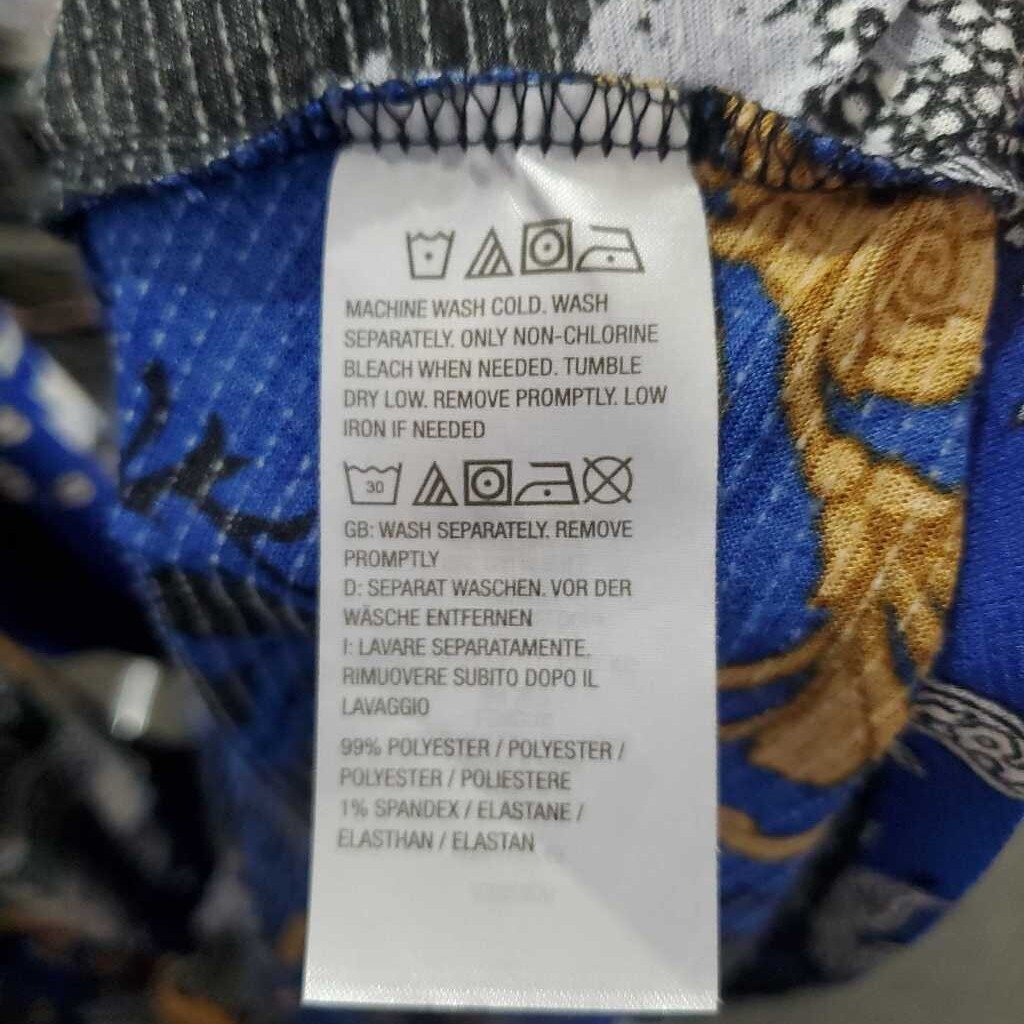 MACHINE WASH COLD. WASH
SEPARATELY. ONLY NON-CHLORINE
BLEACH WHEN NEEDED. TUMBLE
DRY LOW. REMOVE PROMPTLY. LOW
IRON IF NEEDED
30
GB: WASH SEPARATELY. REMOVE
PROMPTLY
D: SEPARAT WASCHEN. VOR DER
WÄSCHE ENTFERNEN
I: LAVARE SEPARATAMENTE.
RIMUOVERE SUBITO DOPO IL
LAVAGGIO
99% POLYESTER / POLYESTER /
POLYESTER / POLIESTERE
1% SPANDEX / ELASTANE /
ELASTHAN / ELASTAN